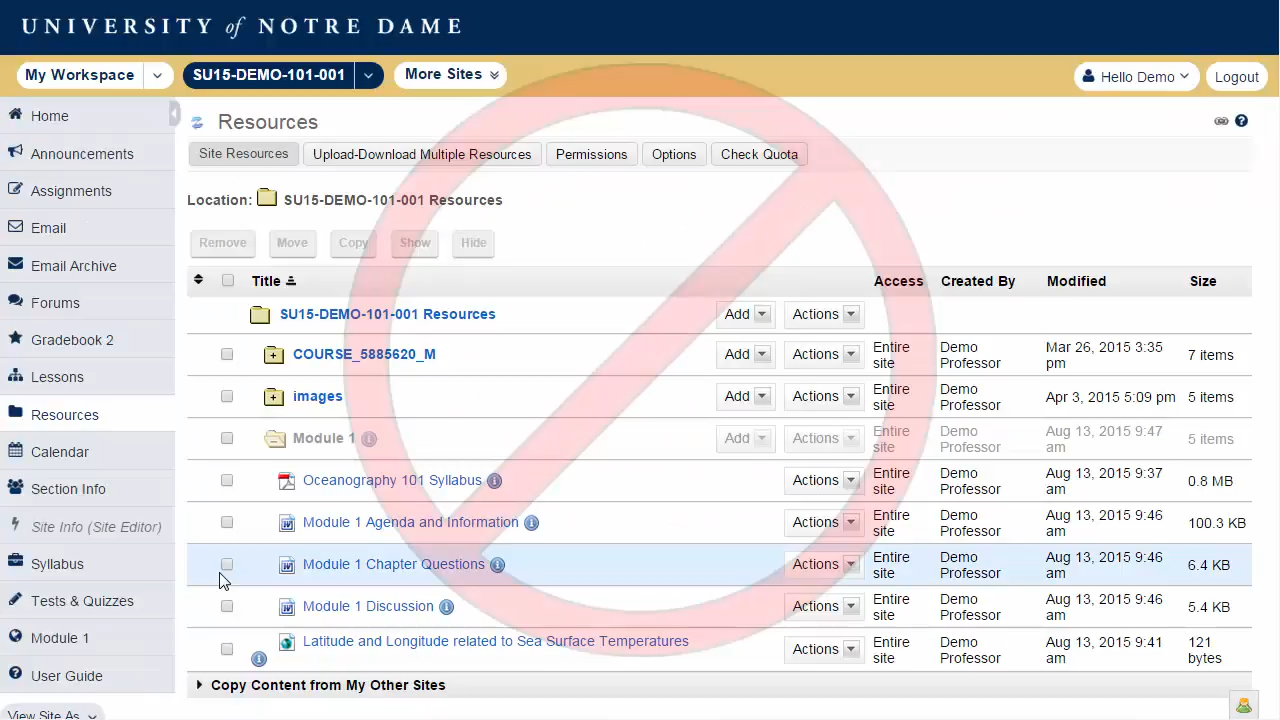 UNIVERSITY of NOTRE DAME
My Workspace SU15-DEMO-101-001 More Sites Hello Demo Logout
Home
Announcements
Assignments
Email
Email Archive
Forums
Gradebook 2
Lessons
Resources
Calendar
Section Info
Site Info (Site Editor)
Syllabus
Tests & Quizzes
Module 1
User Guide
View Site As
Resources
Site Resources Upload-Download Multiple Resources Permissions Options Check Quota
Location: SU15-DEMO-101-001 Resources
Remove Move Copy Show Hide
Title Access Created By Modified Size
SU15-DEMO-101-001 Resources Add Actions
COURSE_5885620_M Add Actions Entire site Demo Professor Mar 26, 2015 3:35 pm 7 items
images Add Actions Entire site Demo Professor Apr 3, 2015 5:09 pm 5 items
Module 1 Add Actions Entire site Demo Professor Aug 13, 2015 9:47 am 5 items
Oceanography 101 Syllabus Actions Entire site Demo Professor Aug 13, 2015 9:37 am 0.8 MB
Module 1 Agenda and Information Actions Entire site Demo Professor Aug 13, 2015 9:46 am 100.3 KB
Module 1 Chapter Questions Actions Entire site Demo Professor Aug 13, 2015 9:46 am 6.4 KB
Module 1 Discussion Actions Entire site Demo Professor Aug 13, 2015 9:46 am 5.4 KB
Latitude and Longitude related to Sea Surface Temperatures Actions Entire site Demo Professor Aug 13, 2015 9:41 am 121 bytes
Copy Content from My Other Sites